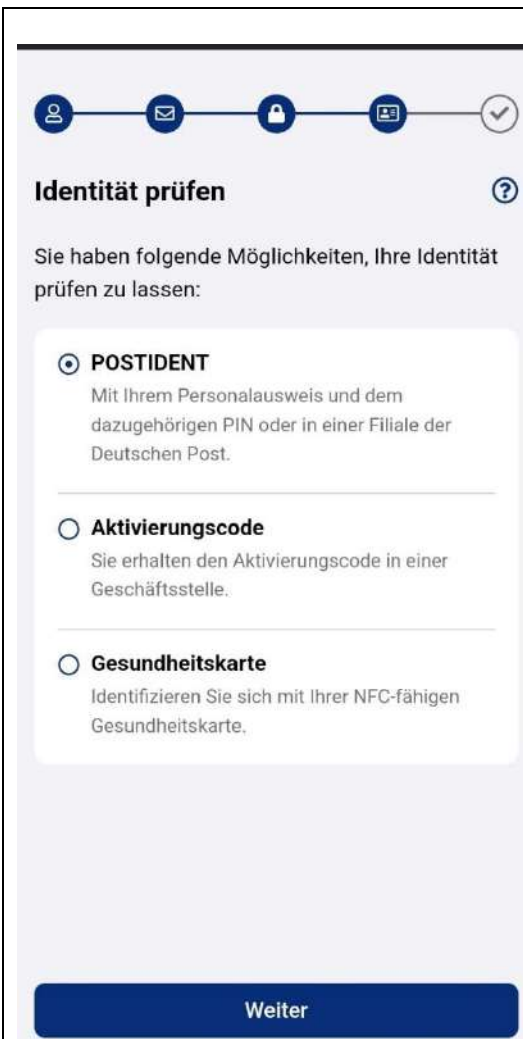 Identität prüfen
Sie haben folgende Möglichkeiten, Ihre Identität
prüfen zu lassen:
POSTIDENT
Mit Ihrem Personalausweis und dem
dazugehörigen PIN oder in einer Filiale der
Deutschen Post.
Aktivierungscode
Sie erhalten den Aktivierungscode in einer
Geschäftsstelle.
Gesundheitskarte
Identifizieren Sie sich mit Ihrer NFC-fähigen
Gesundheitskarte.
Weiter